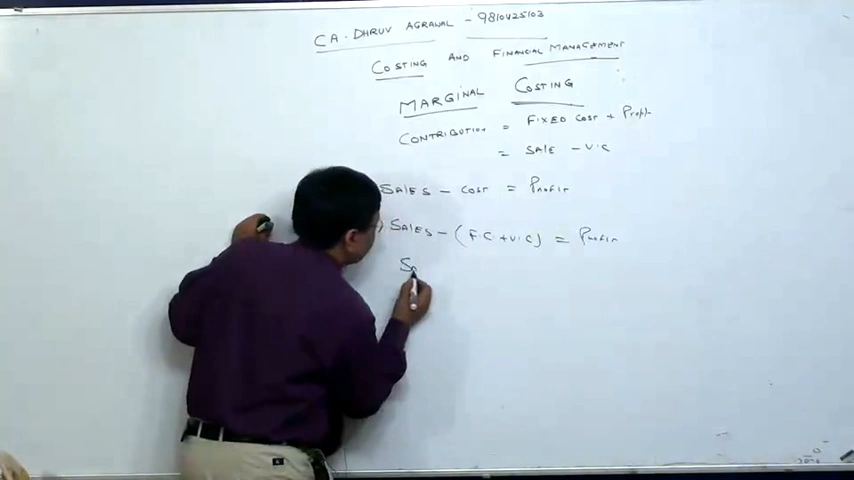 CA. DHRUV AGRAWAL - 9810425103
COSTING AND FINANCIAL MANAGEMENT
MARGINAL COSTING
CONTRIBUTION = FIXED COST + Profit
= SALE - V.C
SALES - COST = Profit
SALES - (F.C + V.C) = Profit
Sa